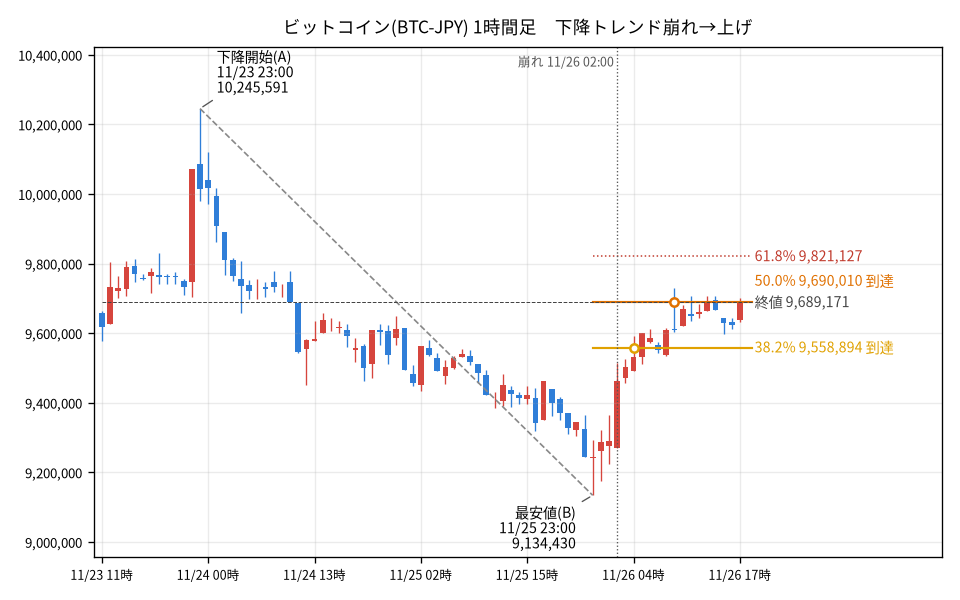 ビットコイン(BTC-JPY) 1時間足　下降トレンド崩れ→上げ
10,400,000
10,200,000
10,000,000
9,800,000
9,600,000
9,400,000
9,200,000
9,000,000
下降開始(A)
11/23 23:00
10,245,591
崩れ 11/26 02:00
61.8% 9,821,127
50.0% 9,690,010 到達
終値 9,689,171
38.2% 9,558,894 到達
最安値(B)
11/25 23:00
9,134,430
11/23 11時
11/24 00時
11/24 13時
11/25 02時
11/25 15時
11/26 04時
11/26 17時